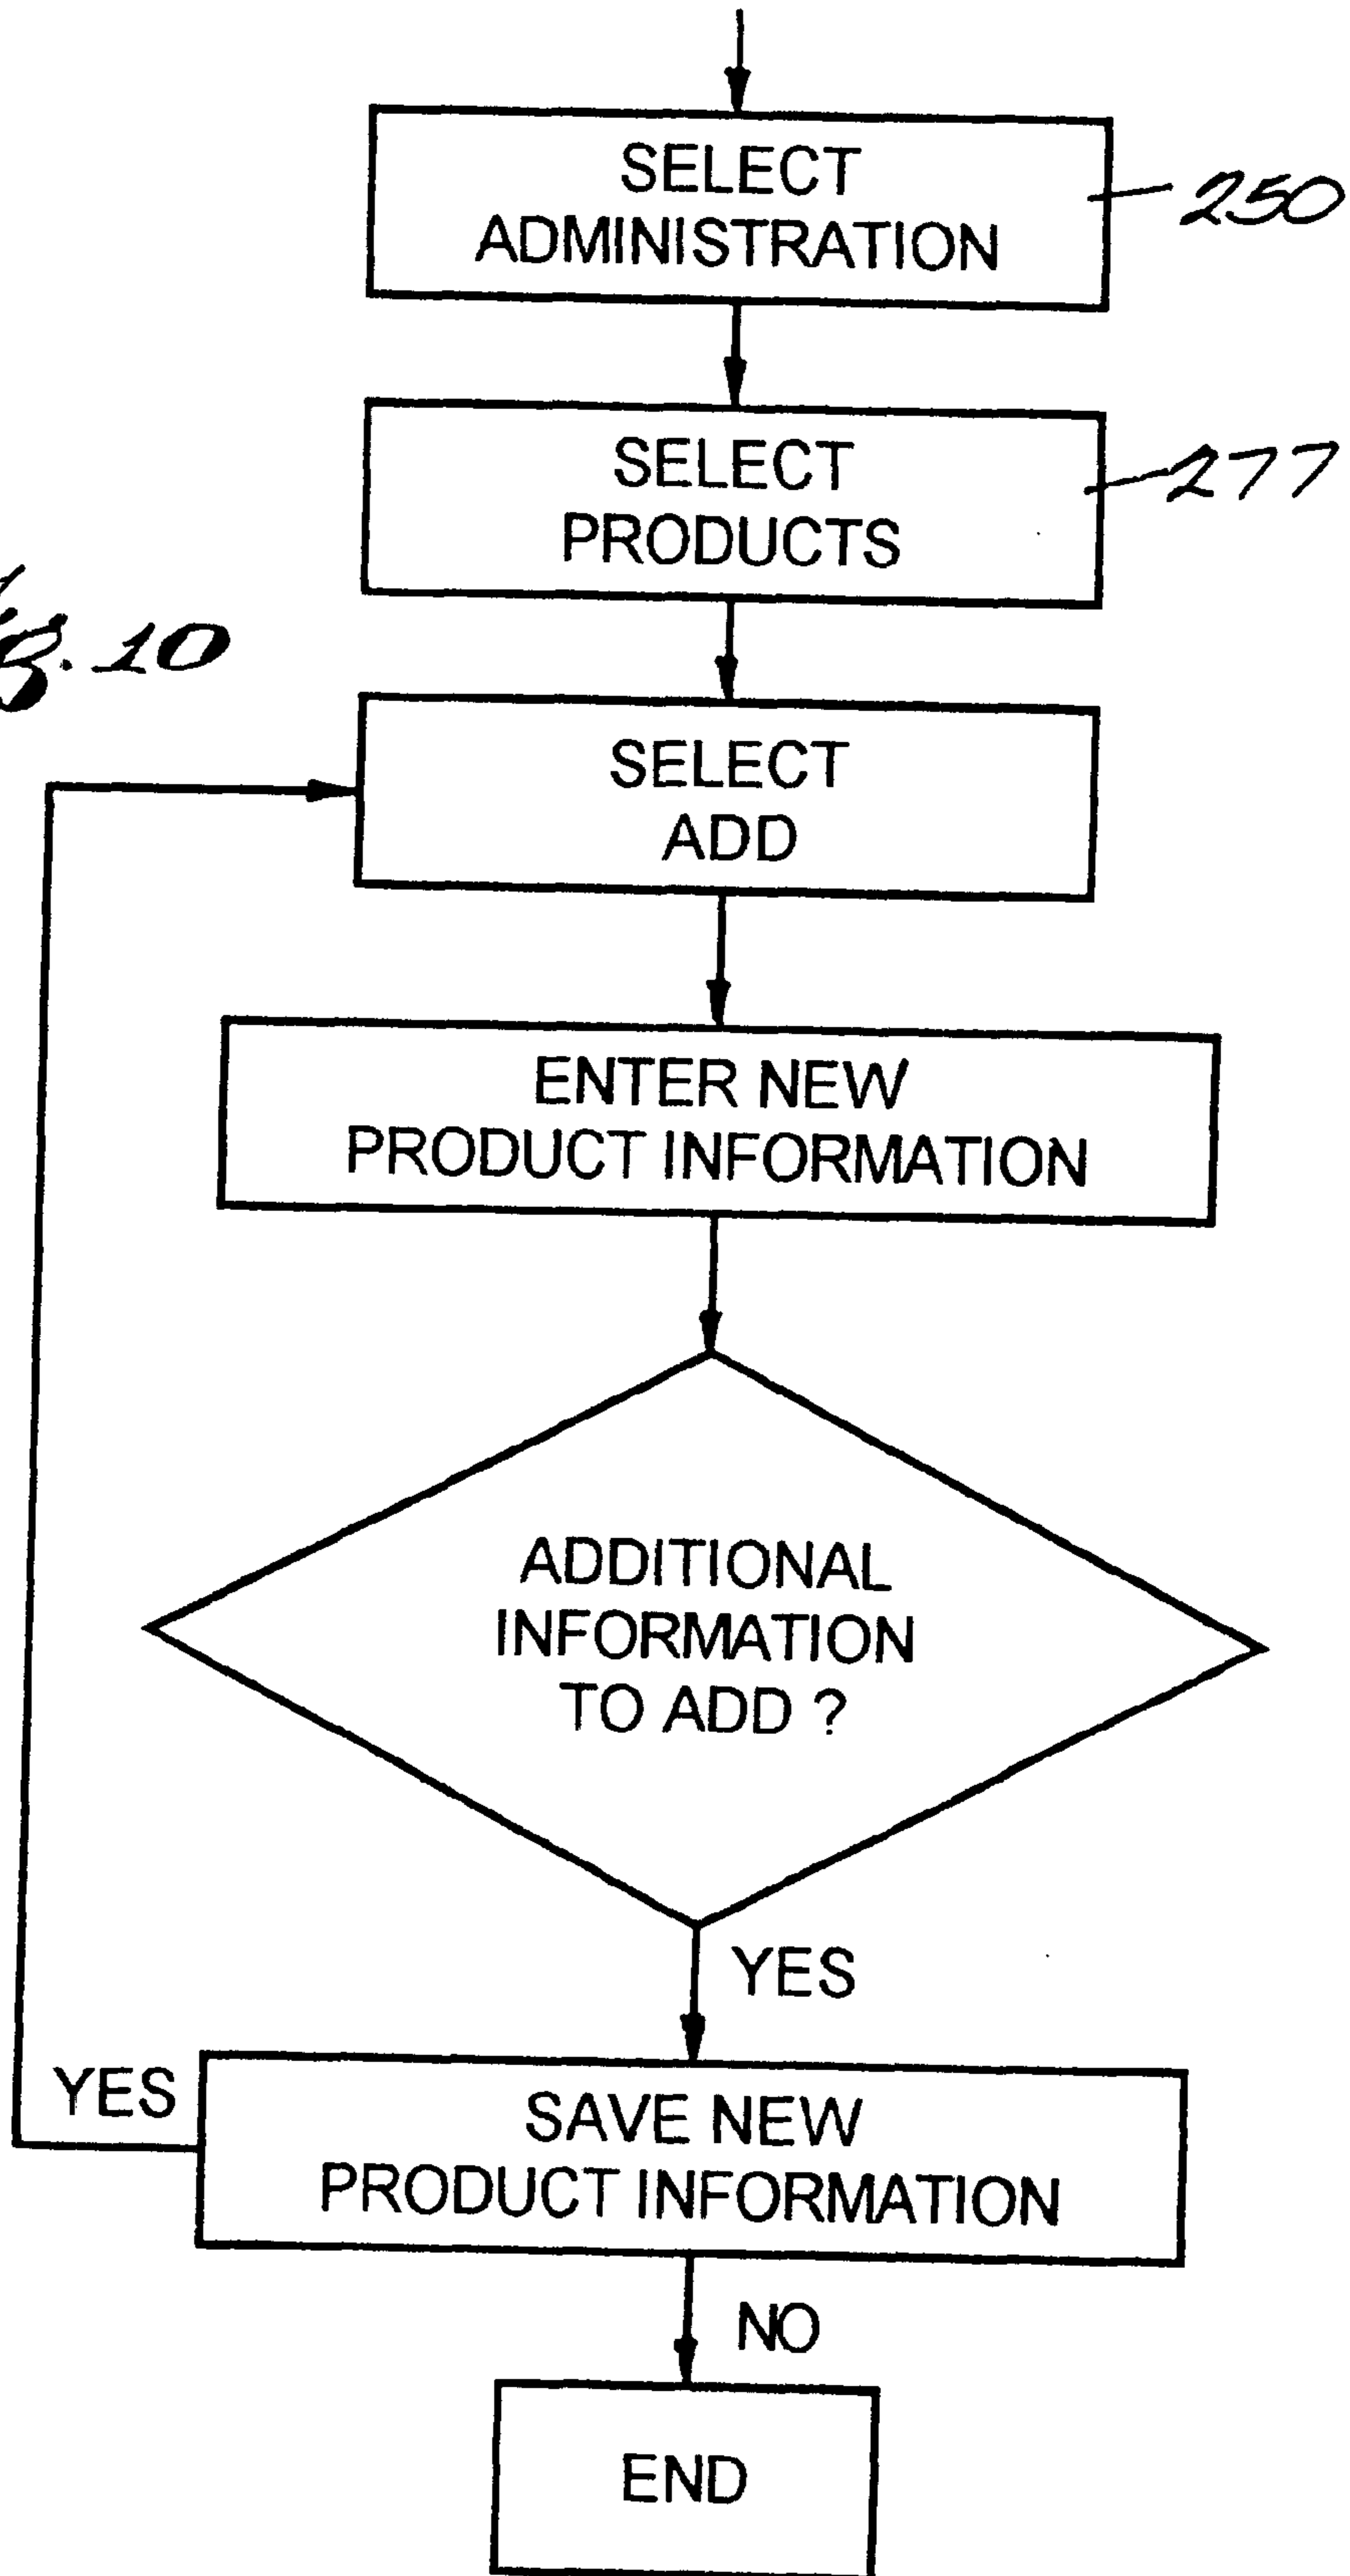 SELECT
ADMINISTRATION
250
SELECT
PRODUCTS
277
Fig. 10
SELECT
ADD
ENTER NEW
PRODUCT INFORMATION
ADDITIONAL
INFORMATION
TO ADD ?
YES
YES
SAVE NEW
PRODUCT INFORMATION
NO
END